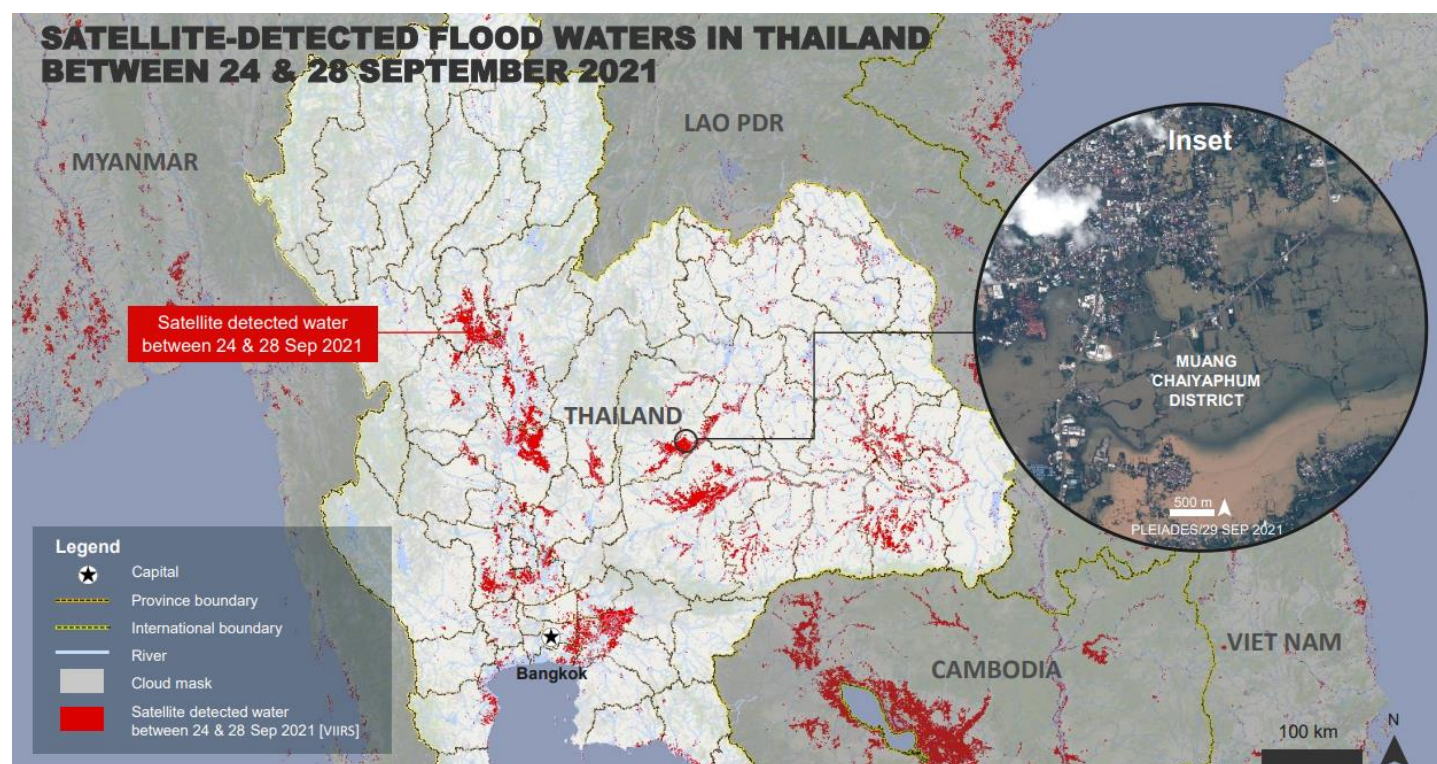 SATELLITE-DETECTED FLOOD WATERS IN THAILAND
BETWEEN 24 & 28 SEPTEMBER 2021
LAO PDR
MYANMAR
Inset
Satellite detected water
between 24 & 28 Sep 2021
MUANG
CHAIYAPHUM
DISTRICT
THAILAND
500 m
PLEIADES/29 SEP 2021
Legend
Capital
Province boundary
International boundary
River
Cloud mask
Satellite detected water
between 24 & 28 Sep 2021 [VIIRS]
Bangkok
CAMBODIA
VIET NAM
100 km
N